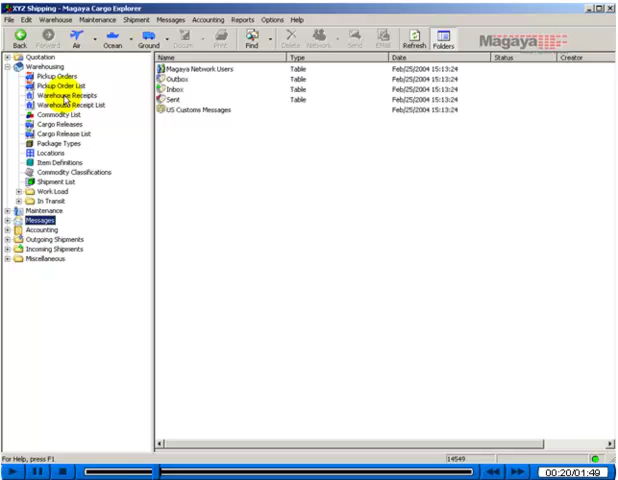 XYZ Shipping - Magaya Cargo Explorer
File Edit Warehouse Maintenance Shipment Messages Accounting Reports Options Help
Back Forward Air Ocean Ground Docum. Print Find Delete Network. Send EMail Refresh Folders Magaya
Quotation
Warehousing
Pickup Orders
Pickup Order List
Warehouse Receipts
Warehouse Receipt List
Commodity List
Cargo Releases
Cargo Release List
Package Types
Locations
Item Definitions
Commodity Classifications
Shipment List
Work Load
In Transit
Maintenance
Messages
Accounting
Outgoing Shipments
Incoming Shipments
Miscellaneous
Name Type Date Status Creator
Magaya Network Users Table Feb/25/2004 15:13:24
Outbox Table Feb/25/2004 15:13:24
Inbox Table Feb/25/2004 15:13:24
Sent Table Feb/25/2004 15:13:24
US Customs Messages Feb/25/2004 15:13:24
For Help, press F1 14549
00:20/01:49